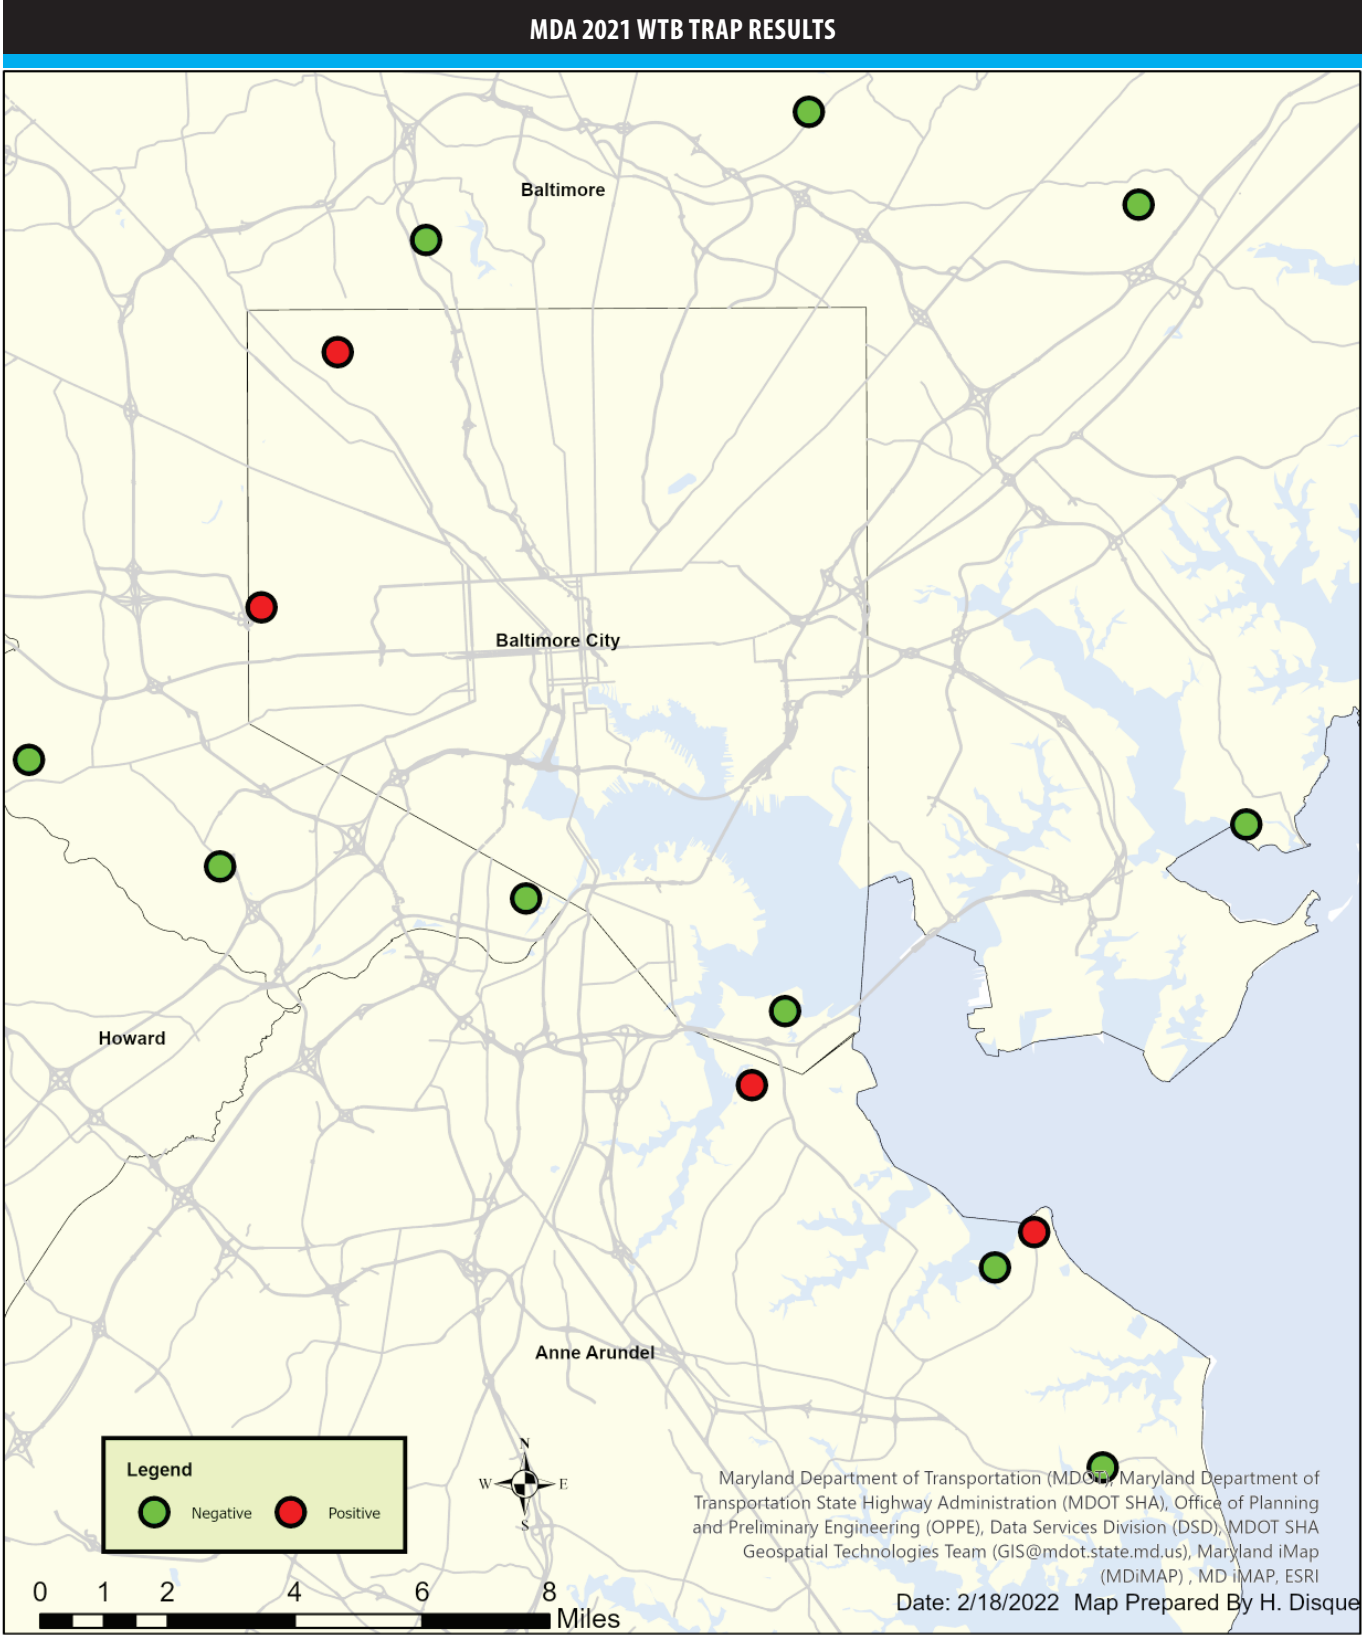 MDA 2021 WTB TRAP RESULTS
Baltimore
Baltimore City
Howard
Anne Arundel
Legend
Negative Positive
N
W E
S
Maryland Department of Transportation (MDOT), Maryland Department of
Transportation State Highway Administration (MDOT SHA), Office of Planning
and Preliminary Engineering (OPPE), Data Services Division (DSD), MDOT SHA
Geospatial Technologies Team (GIS@mdot.state.md.us), Maryland iMap
(MDiMAP) , MD iMAP, ESRI
0 1 2 4 6 8
Miles
Date: 2/18/2022 Map Prepared By H. Disque